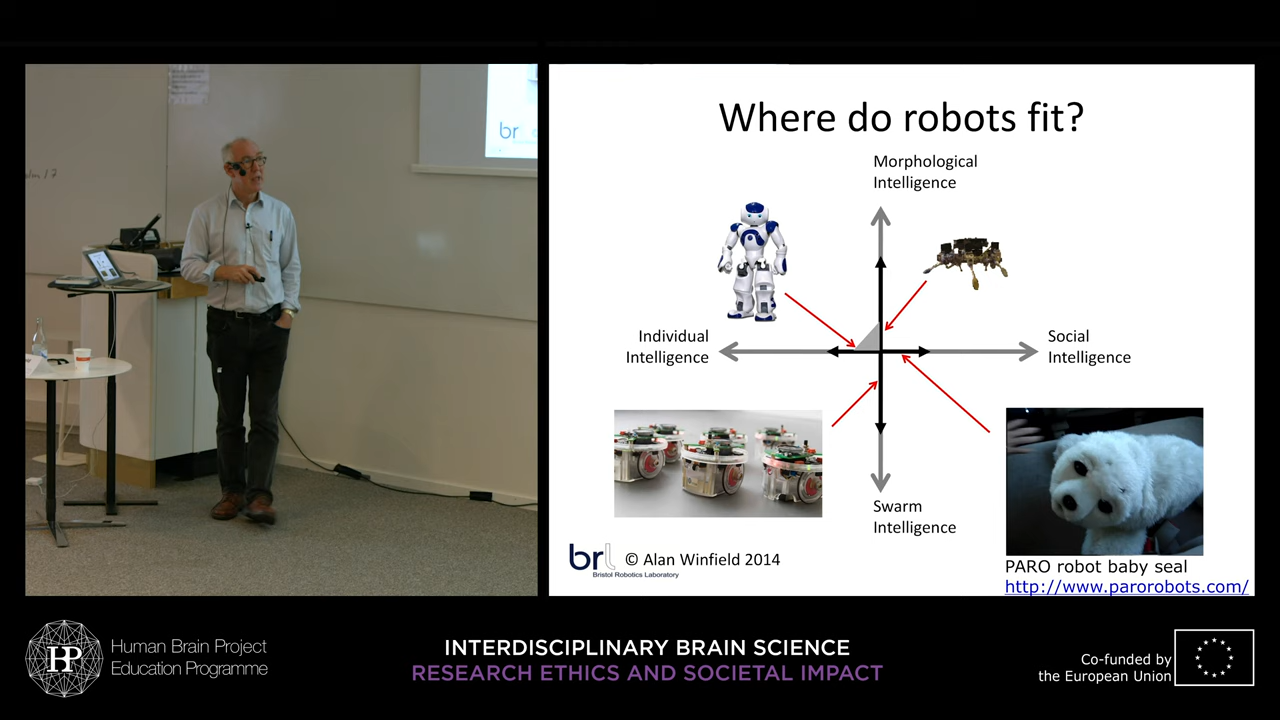 br
Where do robots fit?
Morphological
Intelligence
Individual
Intelligence
Social
Intelligence
Swarm
Intelligence
brl
Bristol Robotics Laboratory
© Alan Winfield 2014
PARO robot baby seal
http://www.parorobots.com/
HP
Human Brain Project
Education Programme
INTERDISCIPLINARY BRAIN SCIENCE
RESEARCH ETHICS AND SOCIETAL IMPACT
Co-funded by
the European Union